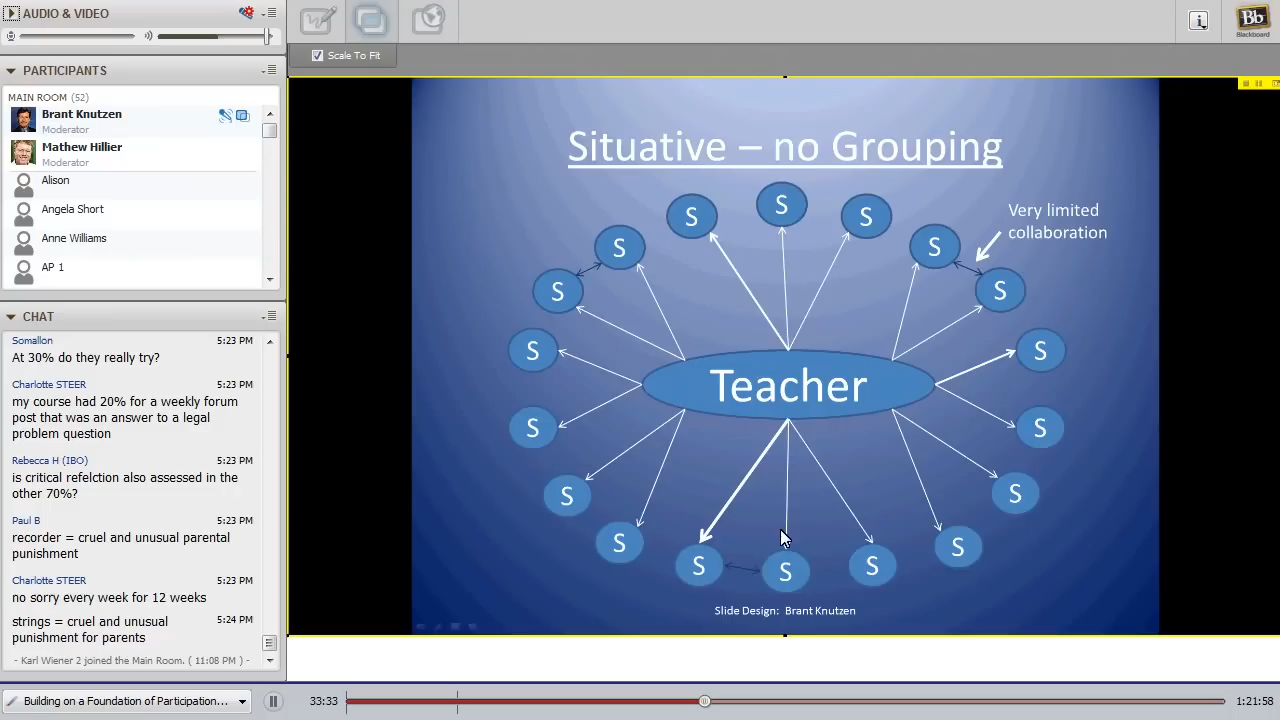 AUDIO & VIDEO
PARTICIPANTS
MAIN ROOM (52)
Brant Knutzen
Moderator
Mathew Hillier
Moderator
Alison
Angela Short
Anne Williams
AP 1
CHAT
Somallon 5:23 PM
At 30% do they really try?
Charlotte STEER 5:23 PM
my course had 20% for a weekly forum
post that was an answer to a legal
problem question
Rebecca H (IBO) 5:23 PM
is critical refelction also assessed in the
other 70%?
Paul B 5:23 PM
recorder = cruel and unusual parental
punishment
Charlotte STEER 5:23 PM
no sorry every week for 12 weeks
strings = cruel and unusual 5:24 PM
punishment for parents
- Karl Wiener 2 joined the Main Room. ( 11:08 PM ) -
Building on a Foundation of Participation...
Scale To Fit
Bb
Blackboard
Situative – no Grouping
Very limited
collaboration
S
S
S
S
S
S
S
S
S
Teacher
S
S
S
S
S
S
S
S
S
Slide Design: Brant Knutzen
33:33
1:21:58